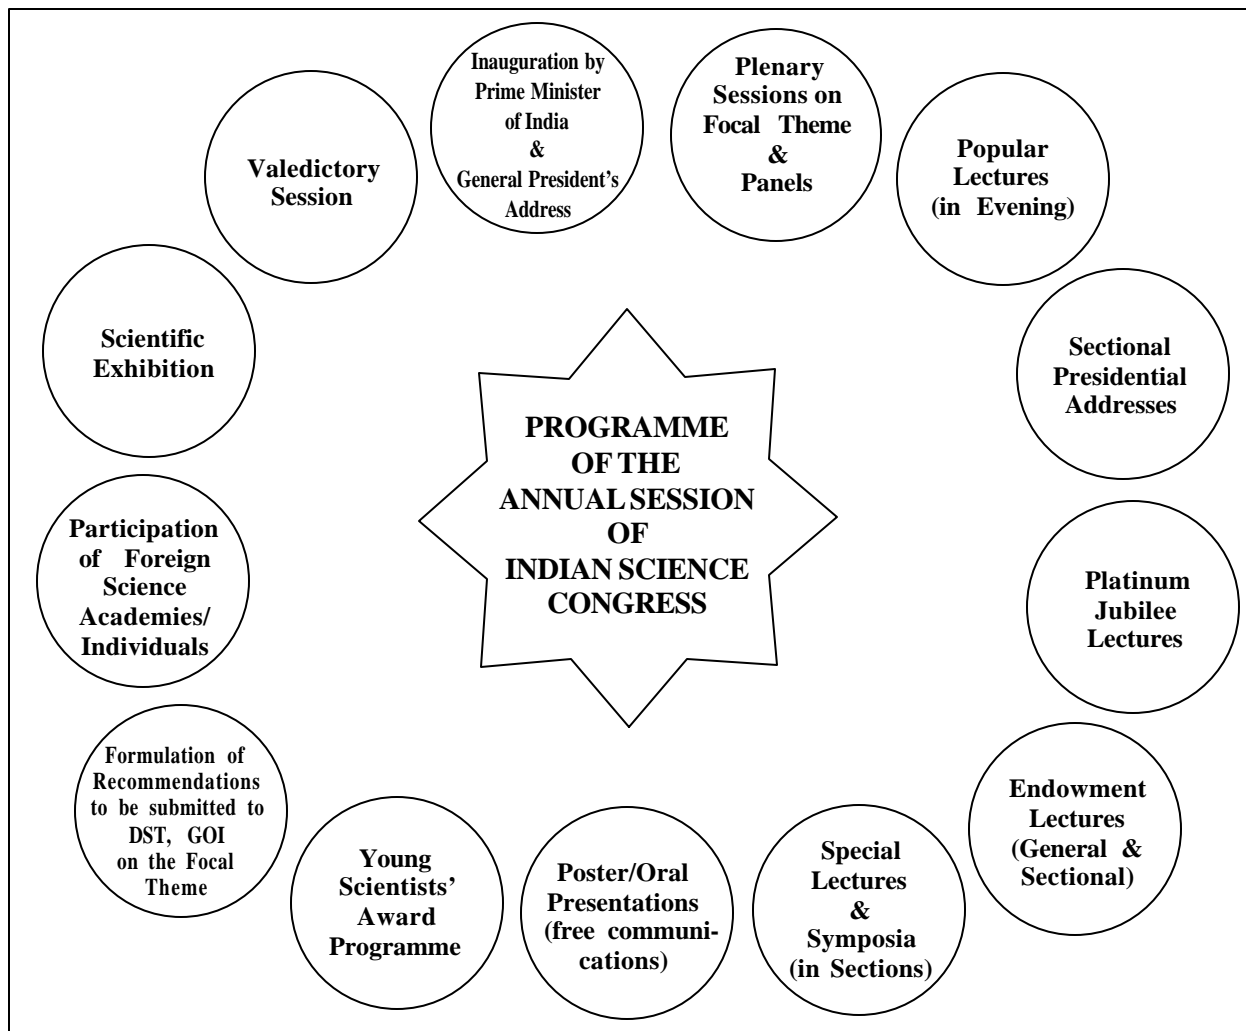 Inauguration by
Prime Minister
of India
&
General President's
Address
Plenary
Sessions on
Focal Theme
&
Panels
Popular
Lectures
(in Evening)
Sectional
Presidential
Addresses
Platinum
Jubilee
Lectures
Endowment
Lectures
(General &
Sectional)
Special
Lectures
&
Symposia
(in Sections)
Poster/Oral
Presentations
(free communi-
cations)
Young
Scientists’
Award
Programme
Formulation of
Recommendations
to be submitted to
DST, GOI
on the Focal
Theme
Participation
of Foreign
Science
Academies/
Individuals
Scientific
Exhibition
Valedictory
Session
PROGRAMME
OF THE
ANNUAL SESSION
OF
INDIAN SCIENCE
CONGRESS